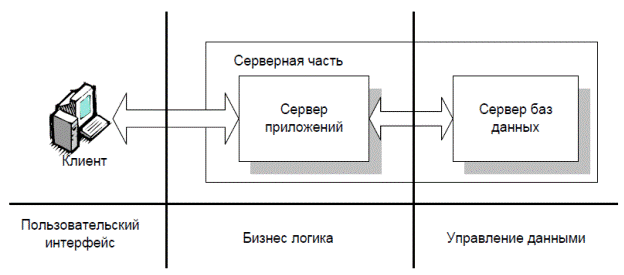 Серверная часть
Сервер
приложений
Сервер баз
данных
Клиент
Пользовательский
интерфейс
Бизнес логика
Управление данными